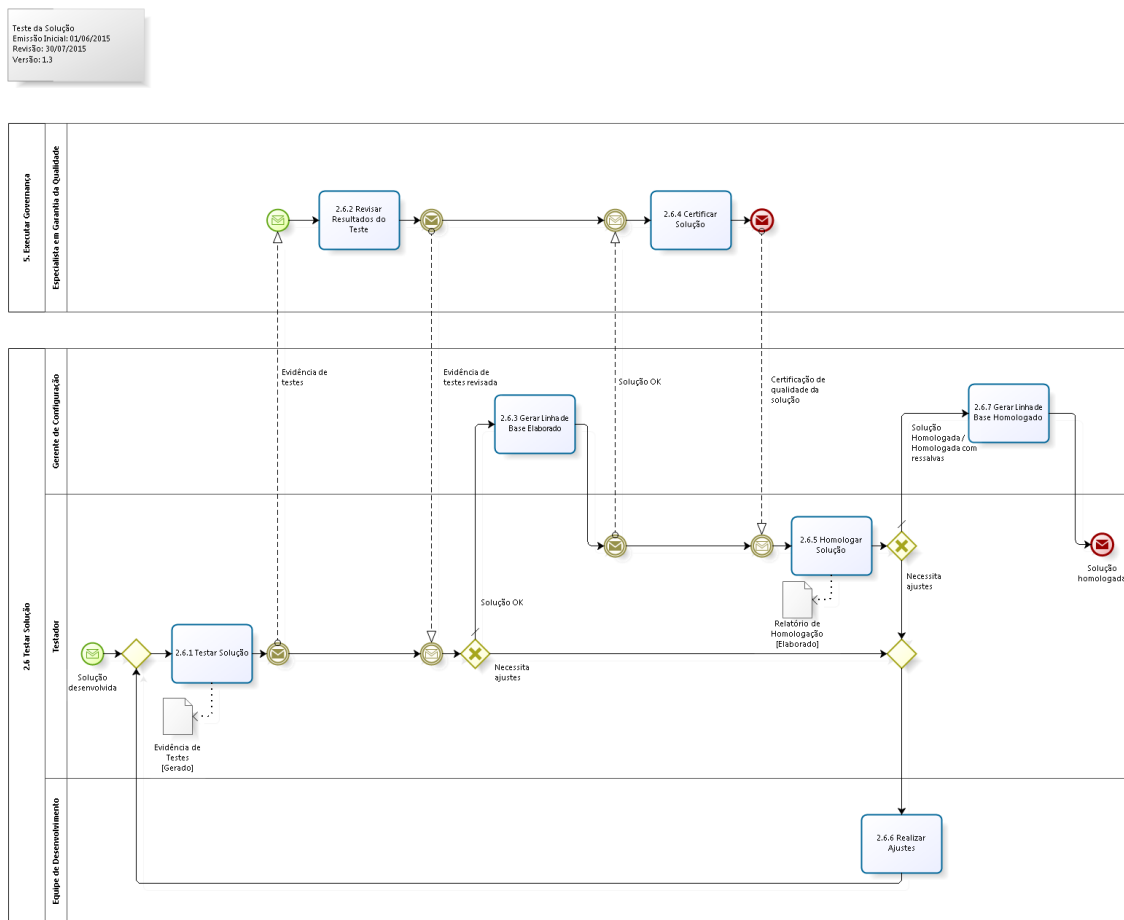 Teste da Solução
Emissão Inicial: 01/06/2015
Revisão: 30/07/2015
Versão: 1.3
5. Executar Governança
Especialista em Garantia da Qualidade
2.6.2 Revisar
Resultados do
Teste
2.6.4 Certificar
Solução
Evidência de
testes
Evidência de
testes revisada
Solução OK
Certificação de
qualidade da
solução
2.6 Testar Solução
Gerente de Configuração
2.6.3 Gerar Linha de
Base Elaborado
2.6.7 Gerar Linha de
Base Homologado
Solução
Homologada /
Homologada com
ressalvas
Testador
2.6.5 Homologar
Solução
Solução
homologada
Necessita
ajustes
Relatório de
Homologação
[Elaborado]
Solução OK
2.6.1 Testar Solução
Solução
desenvolvida
Necessita
ajustes
Evidência de
Testes
[Gerado]
Equipe de Desenvolvimento
2.6.6 Realizar
Ajustes